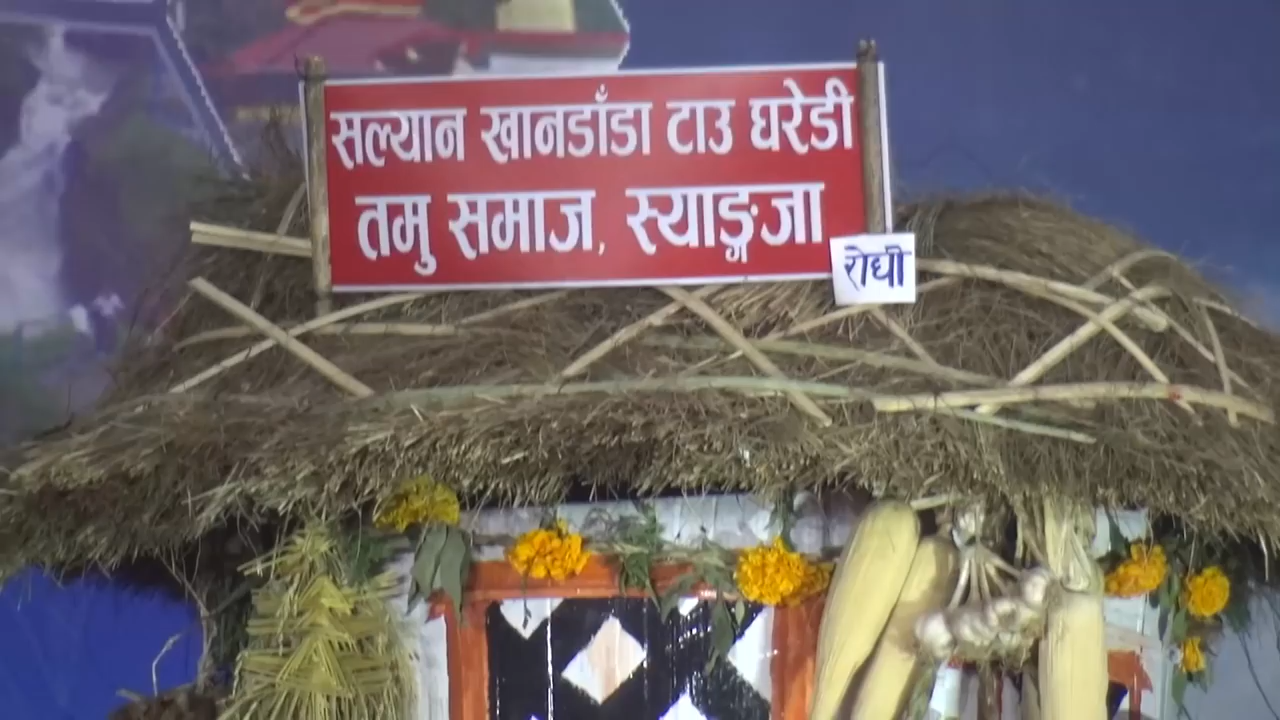 सल्यान खानडाँडा टाउ घरेडी
तमु समाज, स्याङ्जा
रोघी